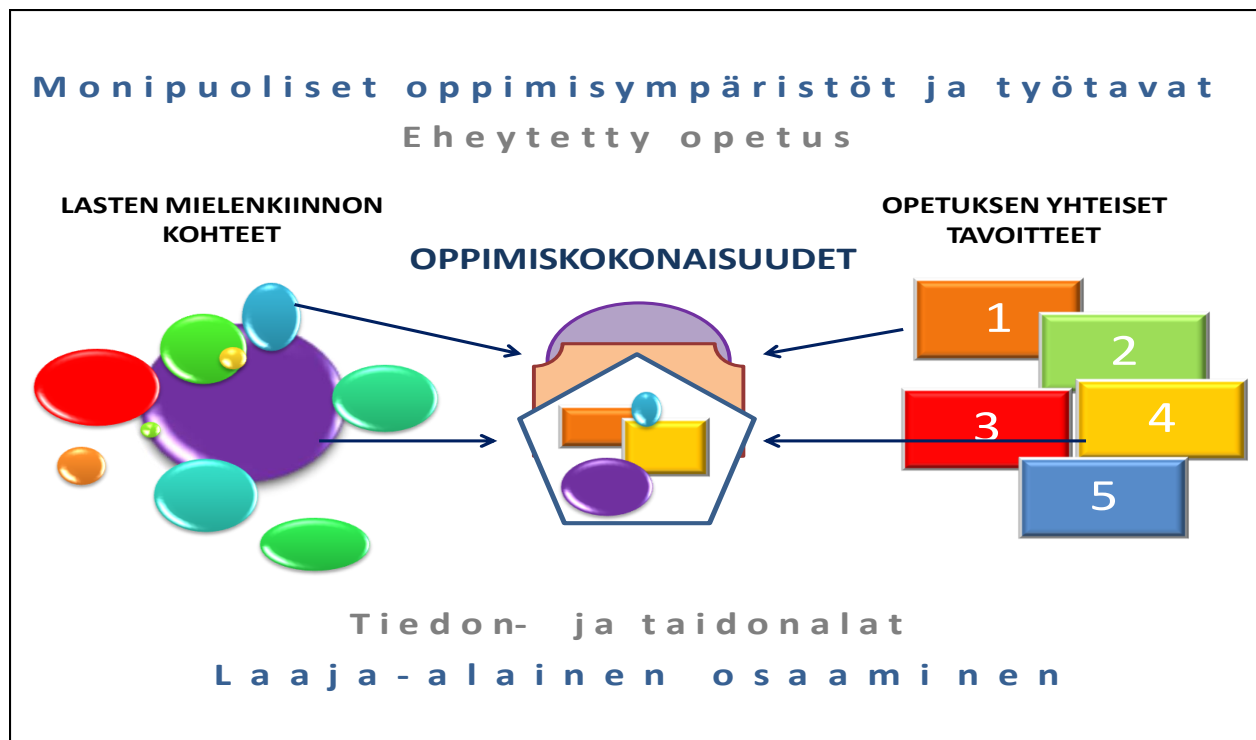 Monipuoliset oppimisympäristöt ja työtavat
Eheytetty opetus
LASTEN MIELENKIINNON
KOHTEET
OPETUKSEN YHTEISET
TAVOITTEET
OPPIMISKOKONAISUUDET
1
2
3
4
5
Tiedon- ja taidonalat
Laaja-alainen osaaminen